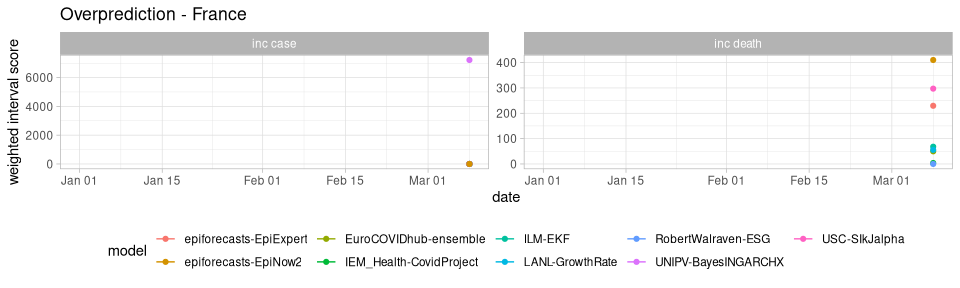 Overprediction - France
inc case
inc death
weighted interval score
6000
4000
2000
0
400
300
200
100
0
Jan 01
Jan 15
Feb 01
Feb 15
Mar 01
Jan 01
Jan 15
Feb 01
Feb 15
Mar 01
date
model
epiforecasts-EpiExpert
EuroCOVIDhub-ensemble
ILM-EKF
RobertWalraven-ESG
USC-SIkJalpha
epiforecasts-EpiNow2
IEM_Health-CovidProject
LANL-GrowthRate
UNIPV-BayesINGARCHX